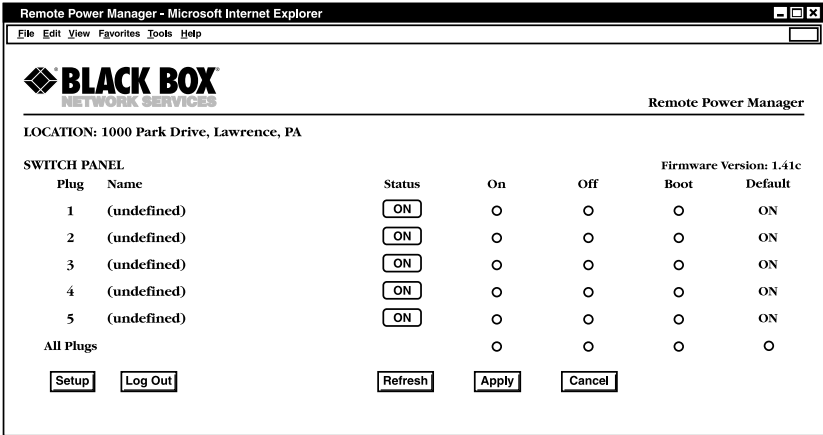 Remote Power Manager - Microsoft Internet Explorer
File Edit View Favorites Tools Help
BLACK BOX
NETWORK SERVICES
Remote Power Manager
LOCATION: 1000 Park Drive, Lawrence, PA
SWITCH PANEL Firmware Version: 1.41c
Plug Name Status On Off Boot Default
1 (undefined) ON ON
2 (undefined) ON ON
3 (undefined) ON ON
4 (undefined) ON ON
5 (undefined) ON ON
All Plugs
Setup Log Out Refresh Apply Cancel